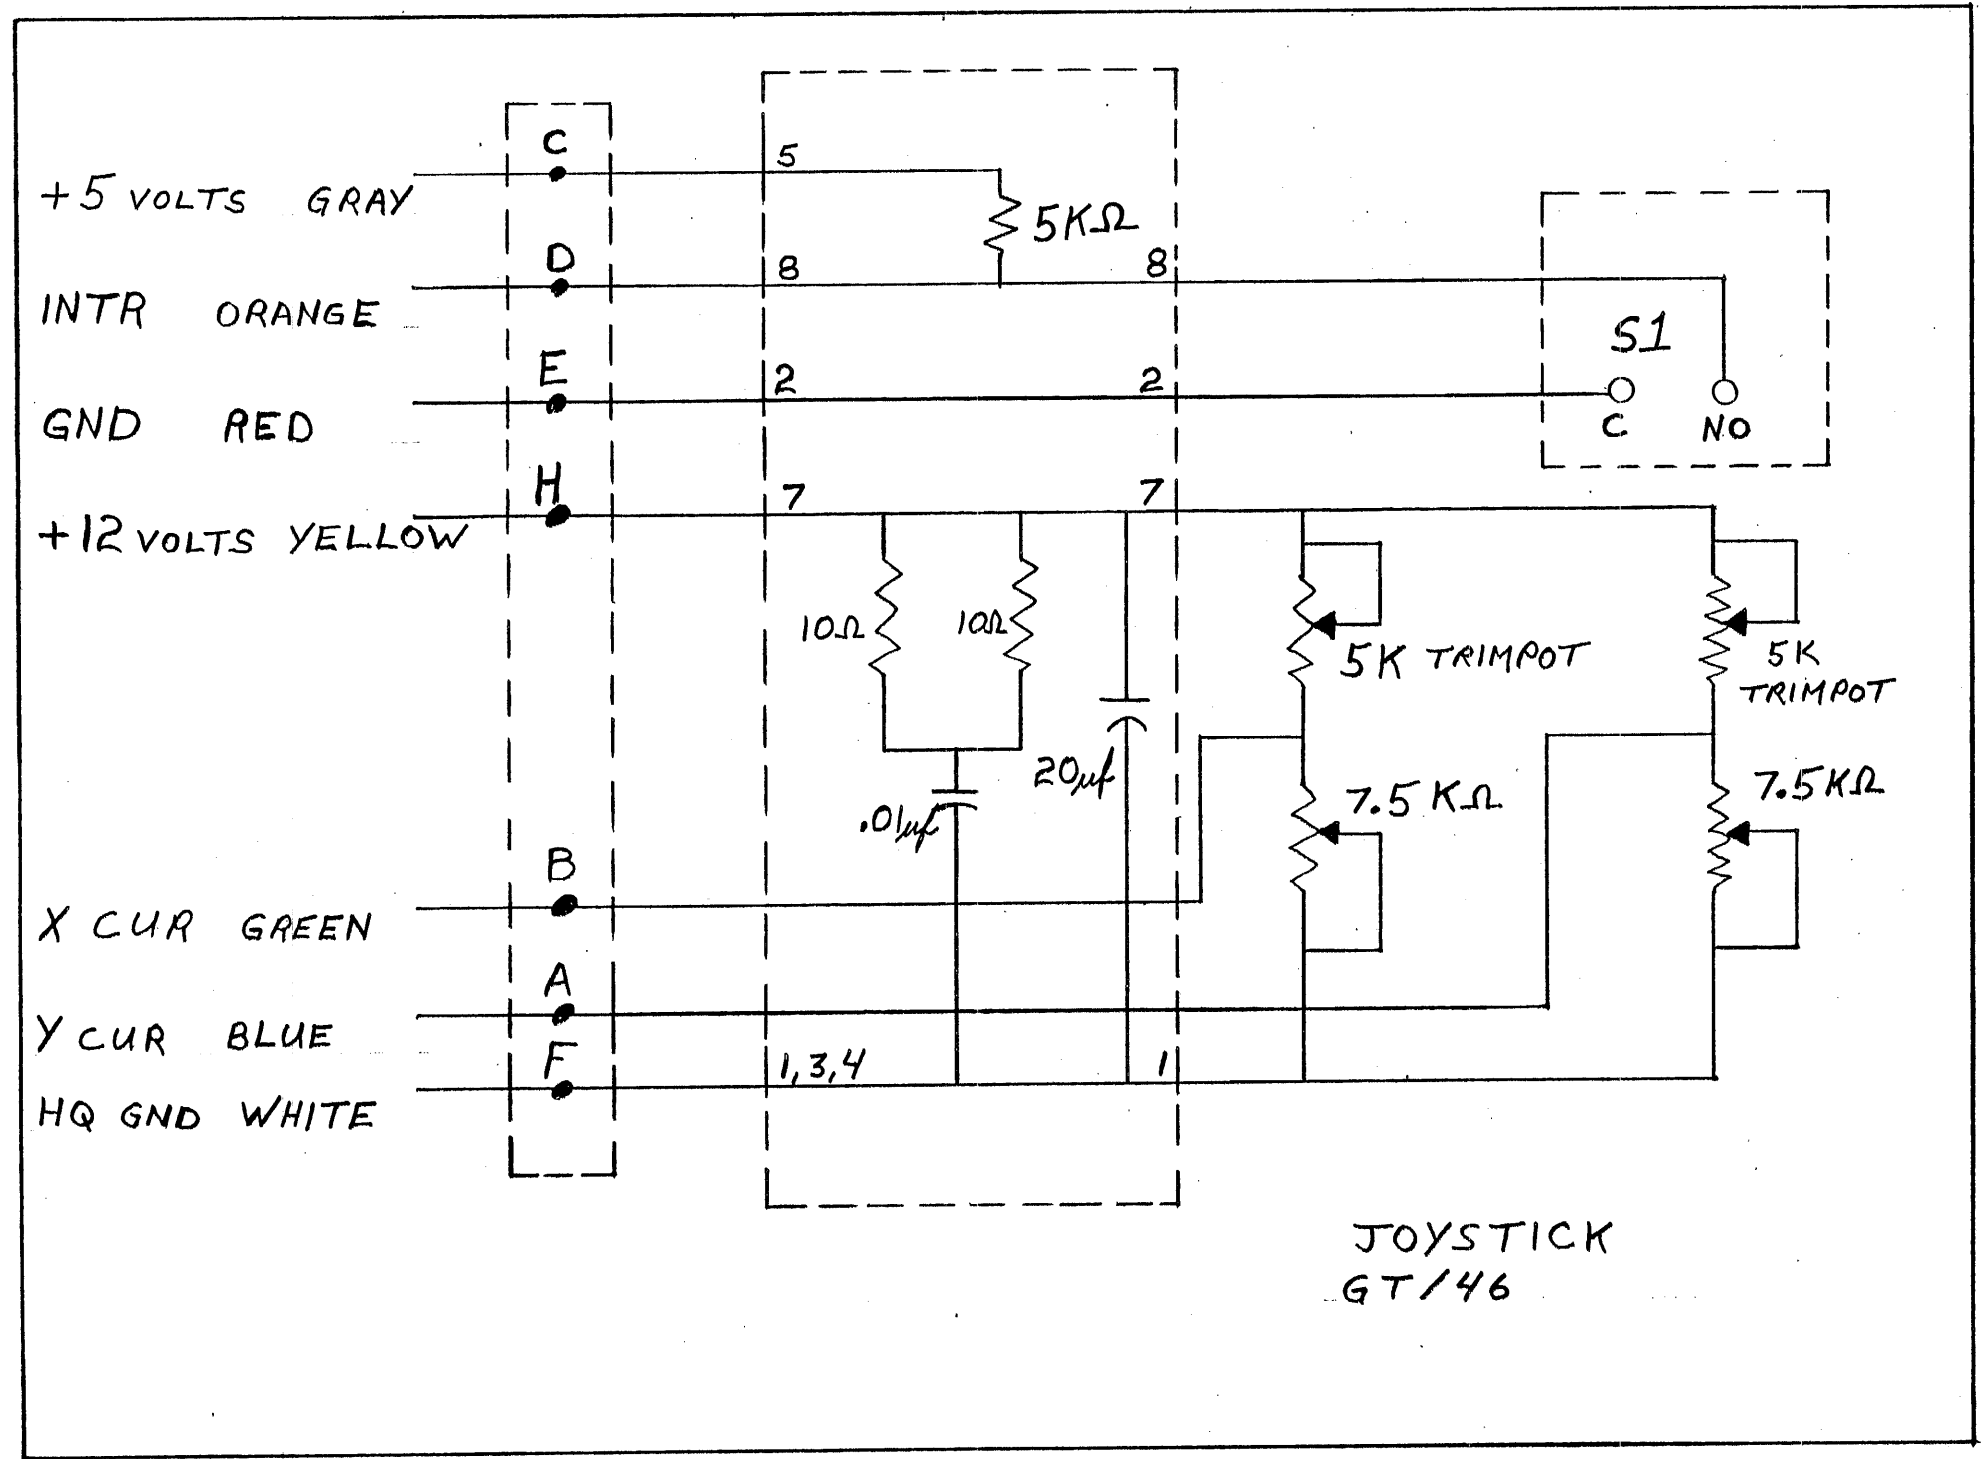 C
5
+5 VOLTS GRAY
5KΩ
D
8
8
INTR ORANGE
S1
E
2
2
C
NO
GND RED
H
7
7
+12 VOLTS YELLOW
10Ω
10Ω
5K TRIMPOT
5K
TRIMPOT
20µf
7.5KΩ
7.5KΩ
.01µf
B
X CUR GREEN
A
Y CUR BLUE
F
1,3,4
1
HQ GND WHITE
JOYSTICK
GT/46